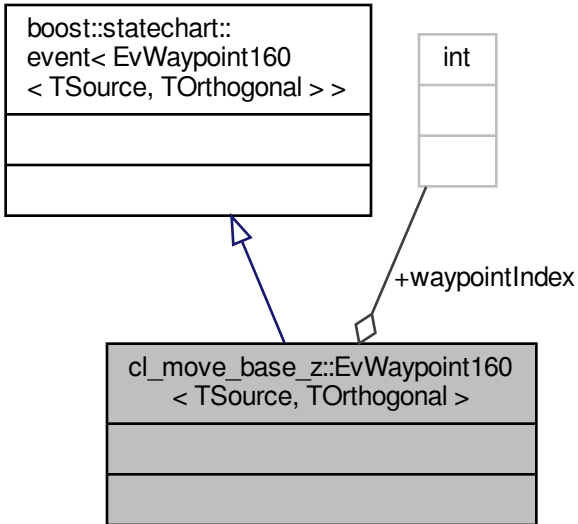 boost::statechart::
event< EvWaypoint160
< TSource, TOrthogonal > >
int
+waypointIndex
cl_move_base_z::EvWaypoint160
< TSource, TOrthogonal >